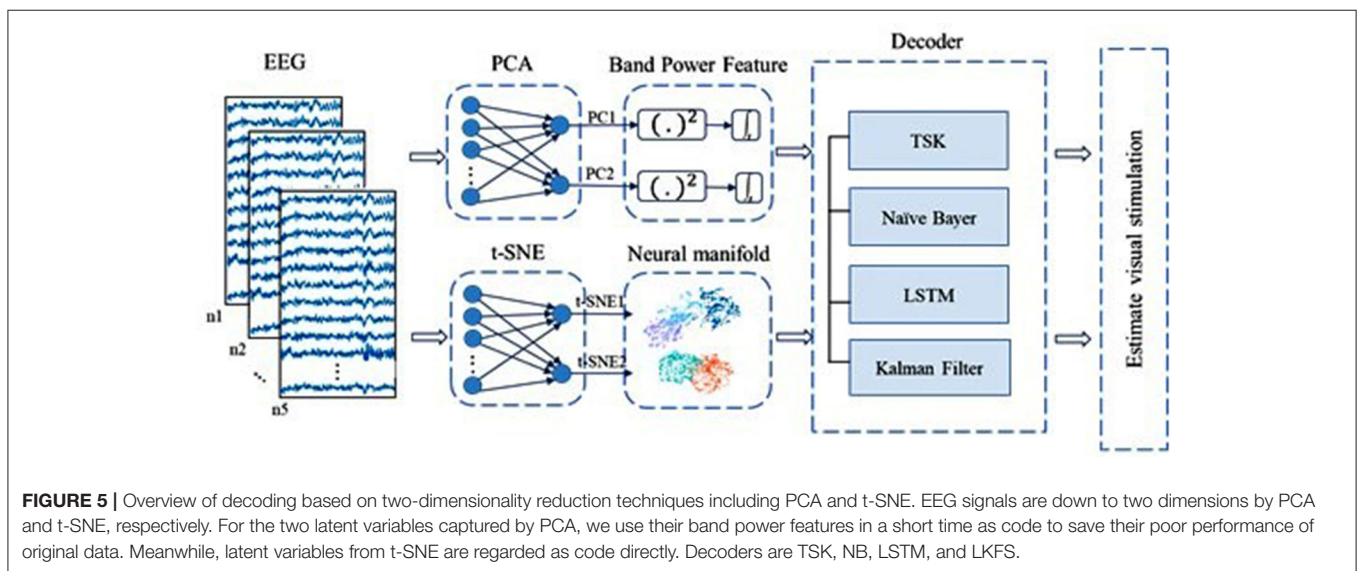 EEG
n1
n2
n5
PCA
PC1
PC2
Band Power Feature
(.)²
∫
(.)²
∫
t-SNE
t-SNE1
t-SNE2
Neural manifold
Decoder
TSK
Naïve Bayer
LSTM
Kalman Filter
Estimate visual stimulation
FIGURE 5 | Overview of decoding based on two-dimensionality reduction techniques including PCA and t-SNE. EEG signals are down to two dimensions by PCA
and t-SNE, respectively. For the two latent variables captured by PCA, we use their band power features in a short time as code to save their poor performance of
original data. Meanwhile, latent variables from t-SNE are regarded as code directly. Decoders are TSK, NB, LSTM, and LKFS.